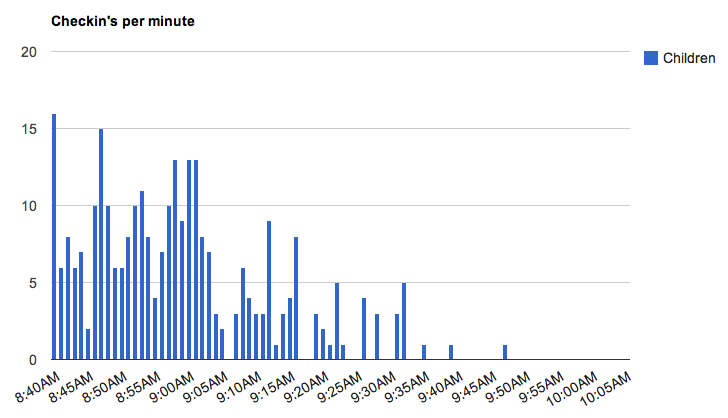 Checkin's per minute
20
Children
15
10
5
0
8:40AM
8:45AM
8:50AM
8:55AM
9:00AM
9:05AM
9:10AM
9:15AM
9:20AM
9:25AM
9:30AM
9:35AM
9:40AM
9:45AM
9:50AM
9:55AM
10:00AM
10:05AM